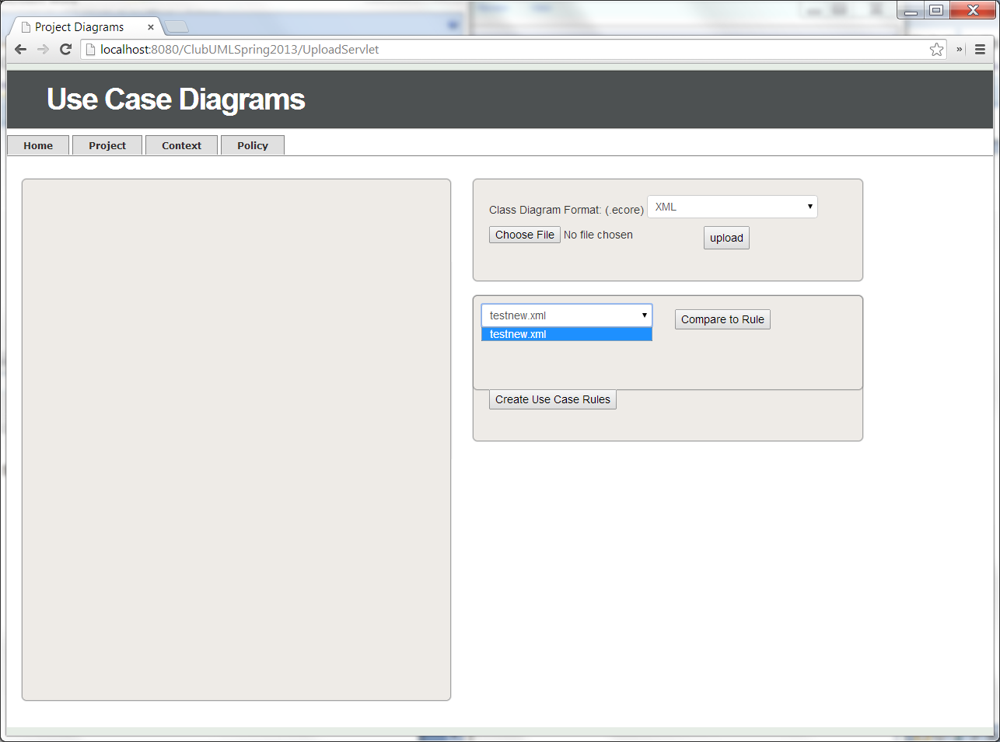 Project Diagrams
localhost:8080/ClubUMLSpring2013/UploadServlet
Use Case Diagrams
Home Project Context Policy
Class Diagram Format: (.ecore) XML
Choose File No file chosen upload
testnew.xml Compare to Rule
testnew.xml
Create Use Case Rules